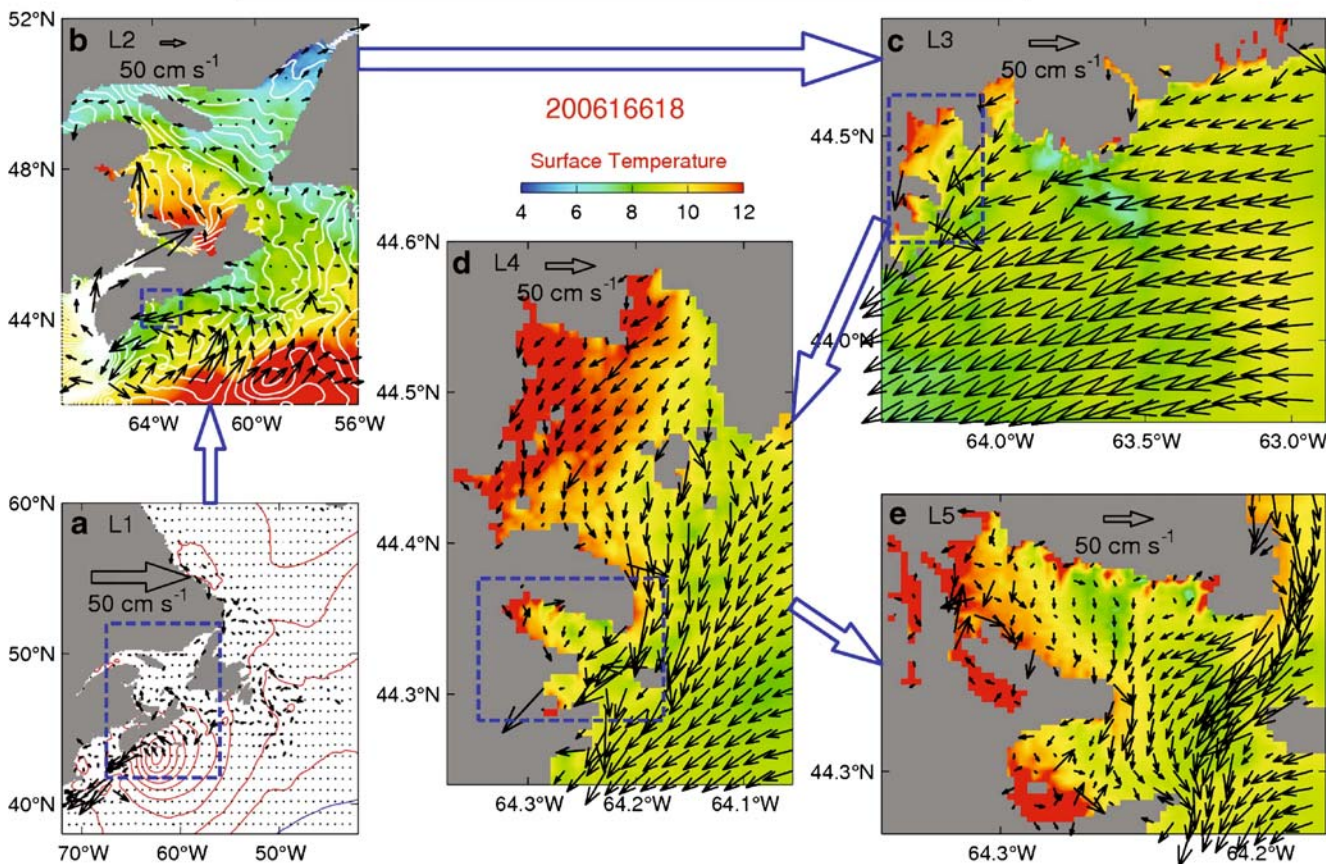 52°N
b L2
50 cm s⁻¹
48°N
44°N
64°W 60°W 56°W
200616618
Surface Temperature
4 6 8 10 12
c L3
50 cm s⁻¹
44.5°N
44.0°N
64.0°W 63.5°W 63.0°W
60°N
a L1
50 cm s⁻¹
50°N
40°N
70°W 60°W 50°W
44.6°N
d L4
50 cm s⁻¹
44.5°N
44.4°N
44.3°N
64.3°W 64.2°W 64.1°W
e L5
50 cm s⁻¹
44.3°N
64.3°W 64.2°W